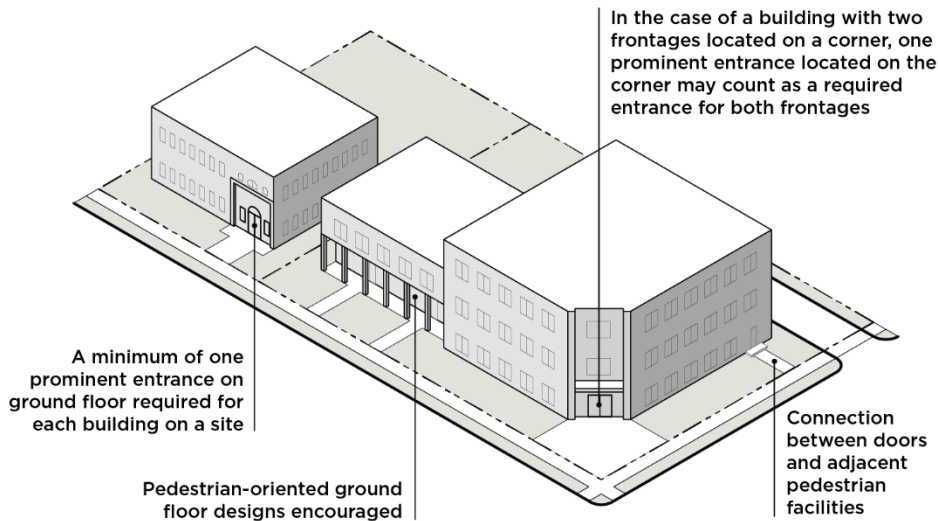 In the case of a building with two
frontages located on a corner, one
prominent entrance located on the
corner may count as a required
entrance for both frontages
A minimum of one
prominent entrance on
ground floor required for
each building on a site
Pedestrian-oriented ground
floor designs encouraged
Connection
between doors
and adjacent
pedestrian
facilities